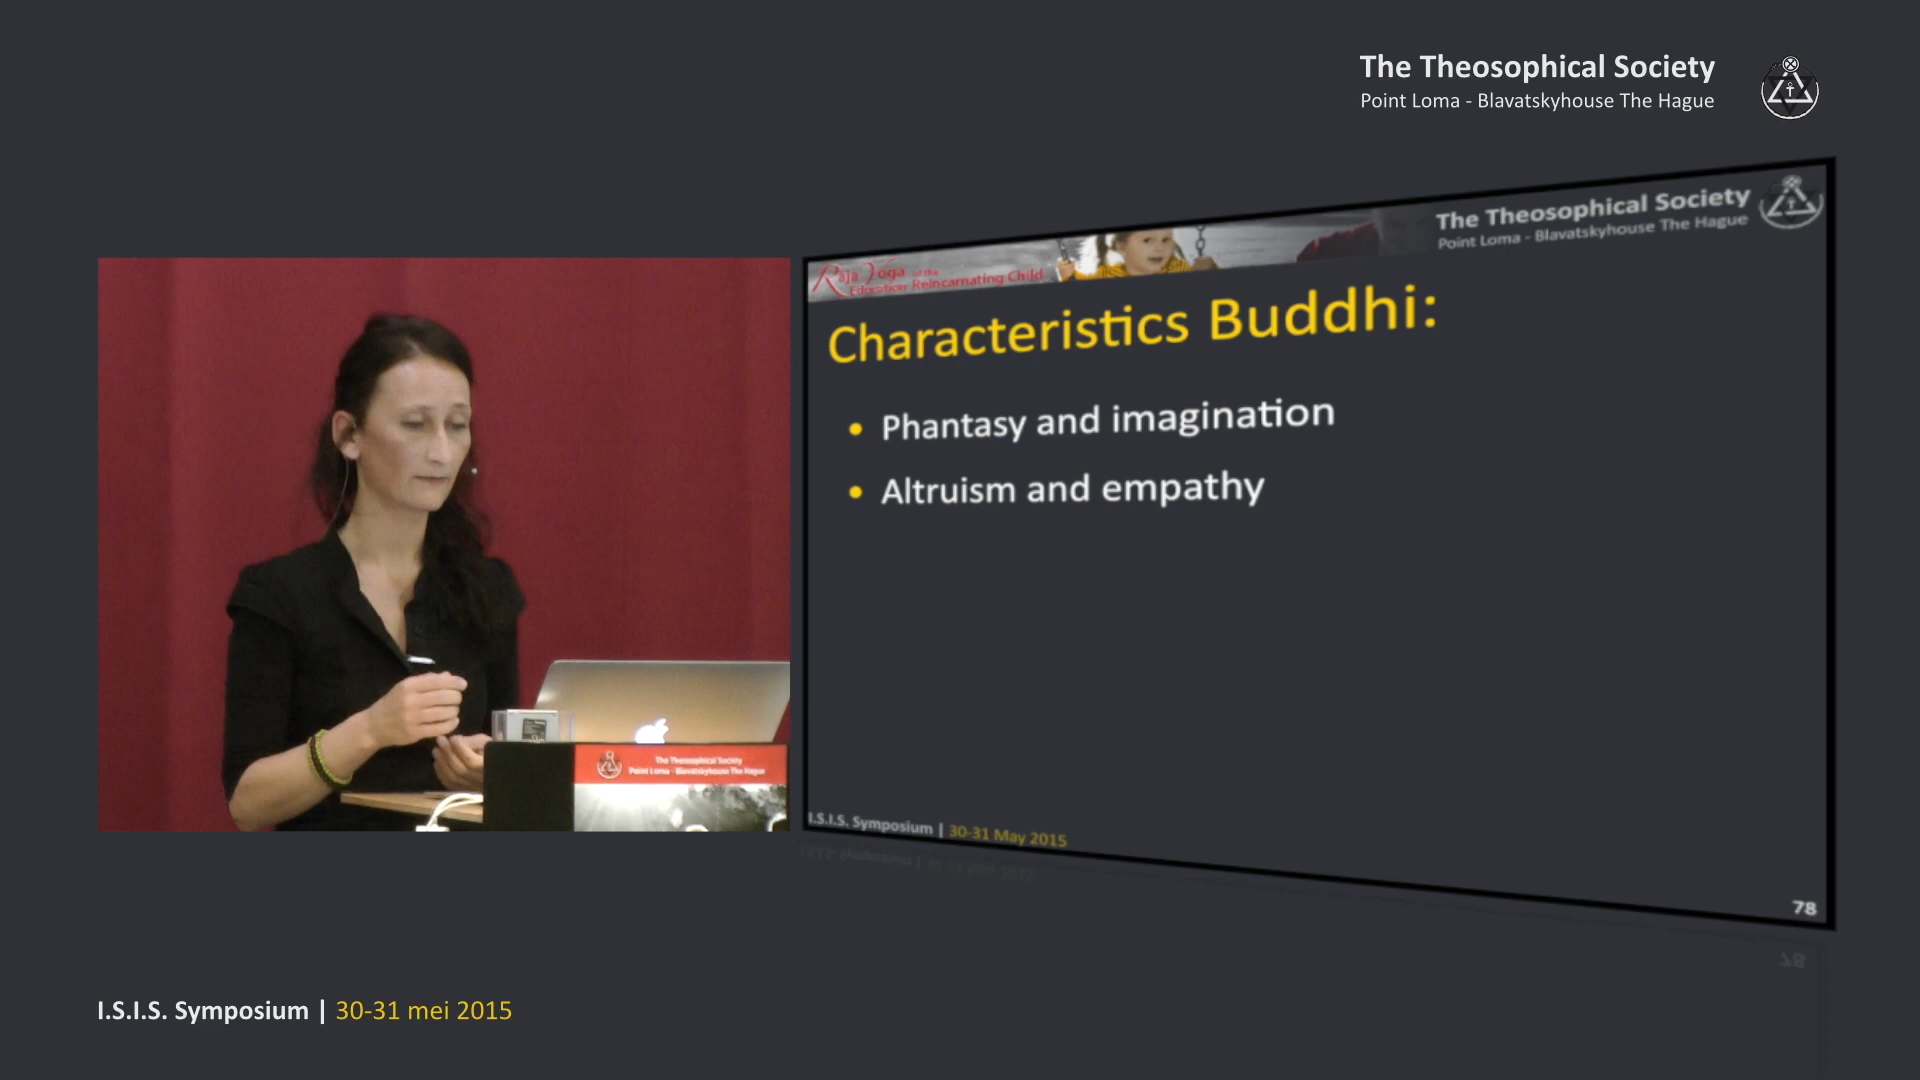 The Theosophical Society
Point Loma - Blavatskyhouse The Hague
The Theosophical Society
Point Loma - Blavatskyhouse The Hague
Raja Yoga of the
Education Reincarnating Child
Characteristics Buddhi:
• Phantasy and imagination
• Altruism and empathy
I.S.I.S. Symposium | 30-31 May 2015
78
The Theosophical Society
Point Loma - Blavatskyhouse The Hague
I.S.I.S. Symposium | 30-31 mei 2015